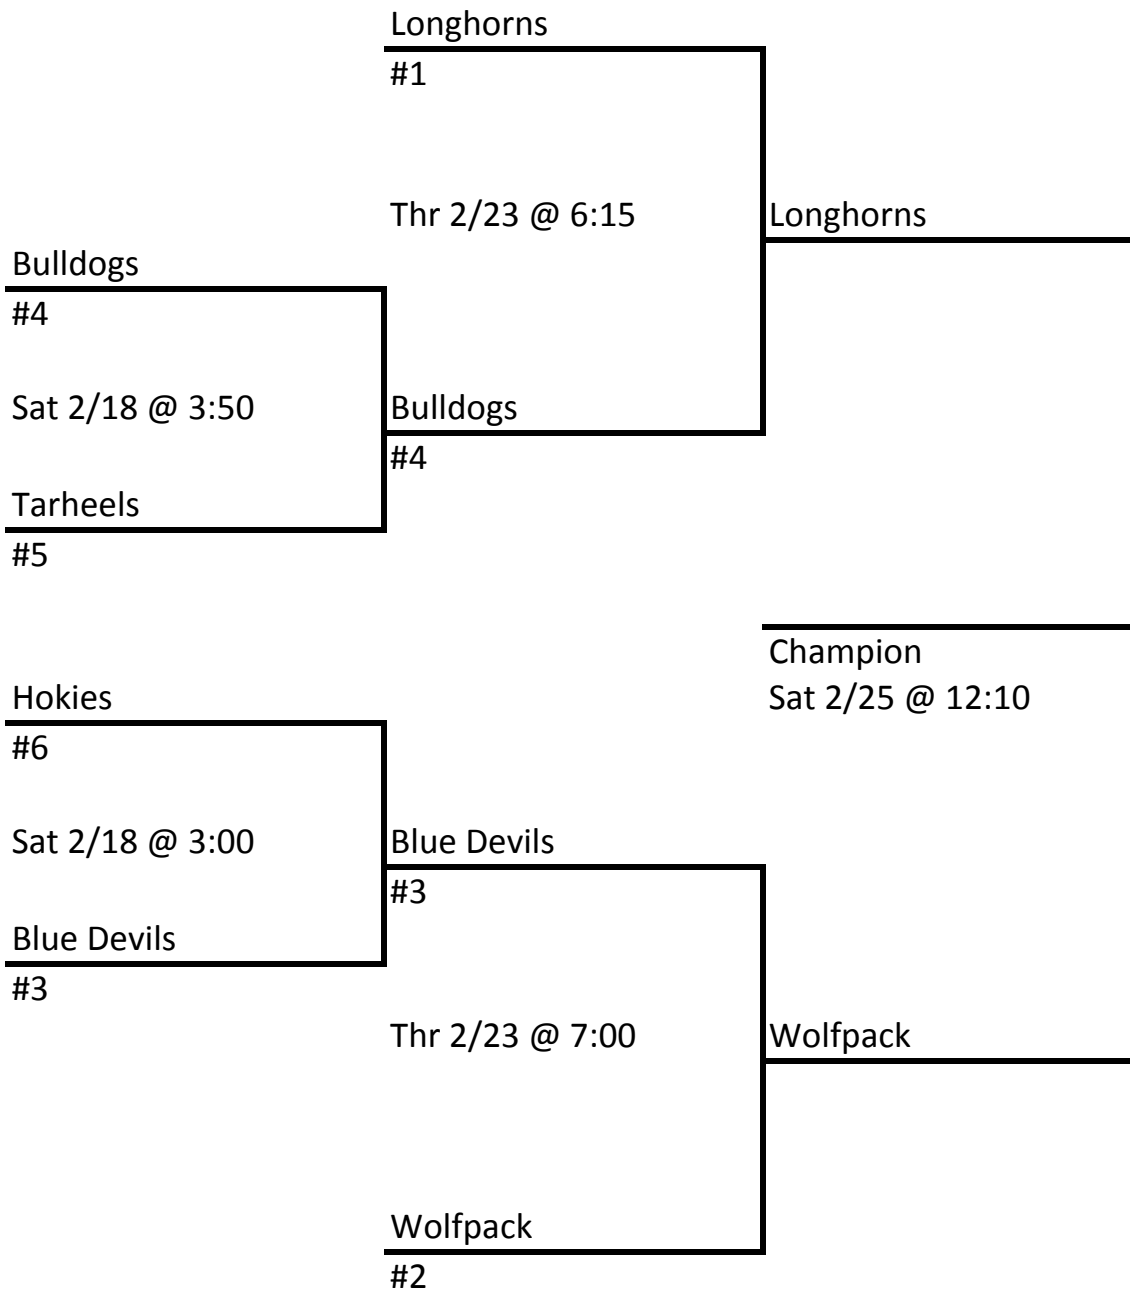 Longhorns
#1
Thr 2/23 @ 6:15
Longhorns
Bulldogs
#4
Sat 2/18 @ 3:50
Bulldogs
#4
Tarheels
#5
Champion
Sat 2/25 @ 12:10
Hokies
#6
Sat 2/18 @ 3:00
Blue Devils
#3
Blue Devils
#3
Thr 2/23 @ 7:00
Wolfpack
Wolfpack
#2